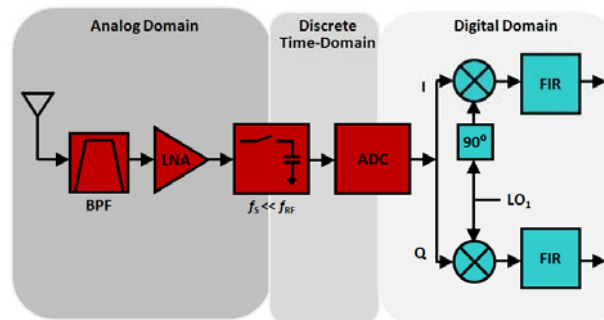 Analog Domain
Discrete
Time-Domain
Digital Domain
I
FIR
LNA
ADC
90°
BPF
fS << fRF
LO1
Q
FIR